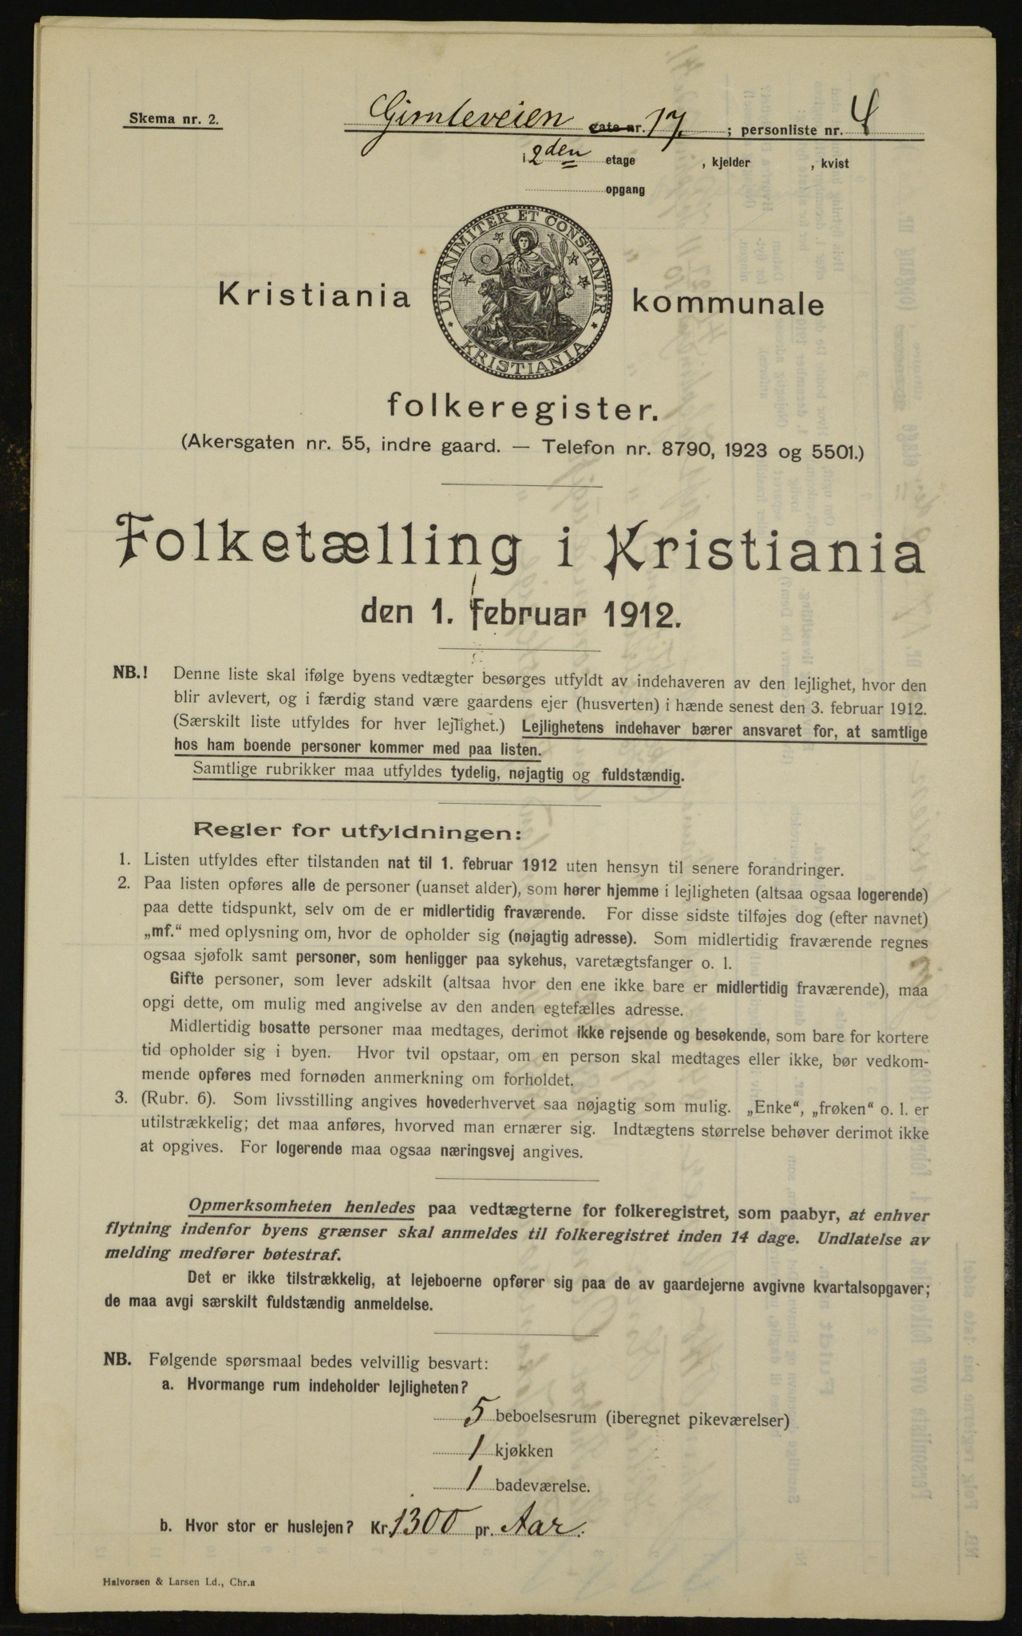 Skema nr. 2.
Gimleveien gate nr. 17. ; personliste nr. 4
i 2den etage , kjelder , kvist
opgang
UNANIMITER ET CONSTANTER
KRISTIANIA
Kristiania kommunale
folkeregister.
(Akersgaten nr. 55, indre gaard. — Telefon nr. 8790, 1923 og 5501.)
Folketælling i Kristiania
den 1. februar 1912.
NB.! Denne liste skal ifølge byens vedtægter besørges utfyldt av indehaveren av den lejlighet, hvor den
blir avlevert, og i færdig stand være gaardens ejer (husverten) i hænde senest den 3. februar 1912.
(Særskilt liste utfyldes for hver lejlighet.) Lejlighetens indehaver bærer ansvaret for, at samtlige
hos ham boende personer kommer med paa listen.
Samtlige rubrikker maa utfyldes tydelig, nøjagtig og fuldstændig.
Regler for utfyldningen:
1. Listen utfyldes efter tilstanden nat til 1. februar 1912 uten hensyn til senere forandringer.
2. Paa listen opføres alle de personer (uanset alder), som hører hjemme i lejligheten (altsaa ogsaa logerende)
paa dette tidspunkt, selv om de er midlertidig fraværende. For disse sidste tilføjes dog (efter navnet)
„mf.“ med oplysning om, hvor de opholder sig (nøjagtig adresse). Som midlertidig fraværende regnes
ogsaa sjøfolk samt personer, som henligger paa sykehus, varetægtsfanger o. l.
Gifte personer, som lever adskilt (altsaa hvor den ene ikke bare er midlertidig fraværende), maa
opgi dette, om mulig med angivelse av den anden egtefælles adresse.
Midlertidig bosatte personer maa medtages, derimot ikke rejsende og besøkende, som bare for kortere
tid opholder sig i byen. Hvor tvil opstaar, om en person skal medtages eller ikke, bør vedkom-
mende opføres med fornøden anmerkning om forholdet.
3. (Rubr. 6). Som livsstilling angives hovederhvervet saa nøjagtig som mulig. „Enke“, „frøken“ o. l. er
utilstrækkelig; det maa anføres, hvorved man ernærer sig. Indtægtens størrelse behøver derimot ikke
at opgives. For logerende maa ogsaa næringsvej angives.
Opmerksomheten henledes paa vedtægterne for folkeregistret, som paabyr, at enhver
flytning indenfor byens grænser skal anmeldes til folkeregistret inden 14 dage. Undlatelse av
melding medfører bøtestraf.
Det er ikke tilstrækkelig, at lejeboerne opfører sig paa de av gaardejerne avgivne kvartalsopgaver;
de maa avgi særskilt fuldstændig anmeldelse.
NB. Følgende spørsmaal bedes velvillig besvart:
a. Hvormange rum indeholder lejligheten?
5 beboelsesrum (iberegnet pikeværelser)
1 kjøkken
1 badeværelse.
b. Hvor stor er huslejen? Kr. 1300 pr. Aar.
Halvorsen & Larsen Ld., Chr.a